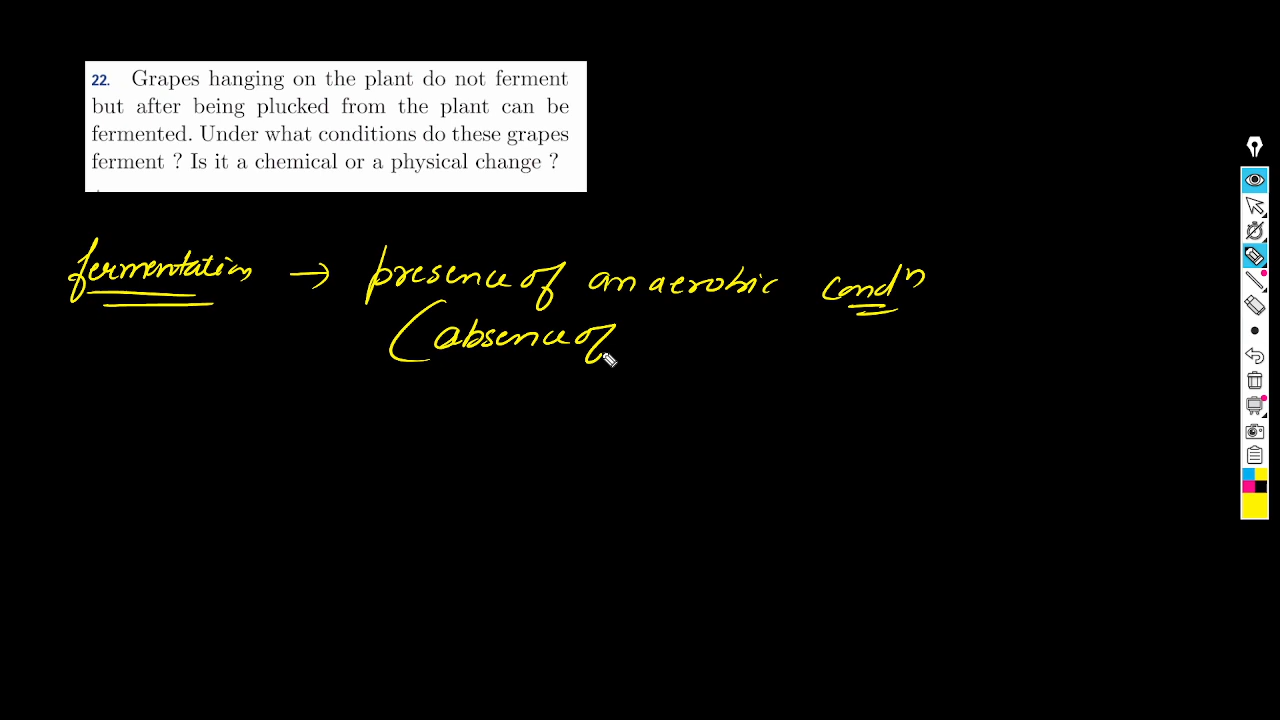 22. Grapes hanging on the plant do not ferment
but after being plucked from the plant can be
fermented. Under what conditions do these grapes
ferment ? Is it a chemical or a physical change ?
fermentation → presence of anaerobic condⁿ
(absence of